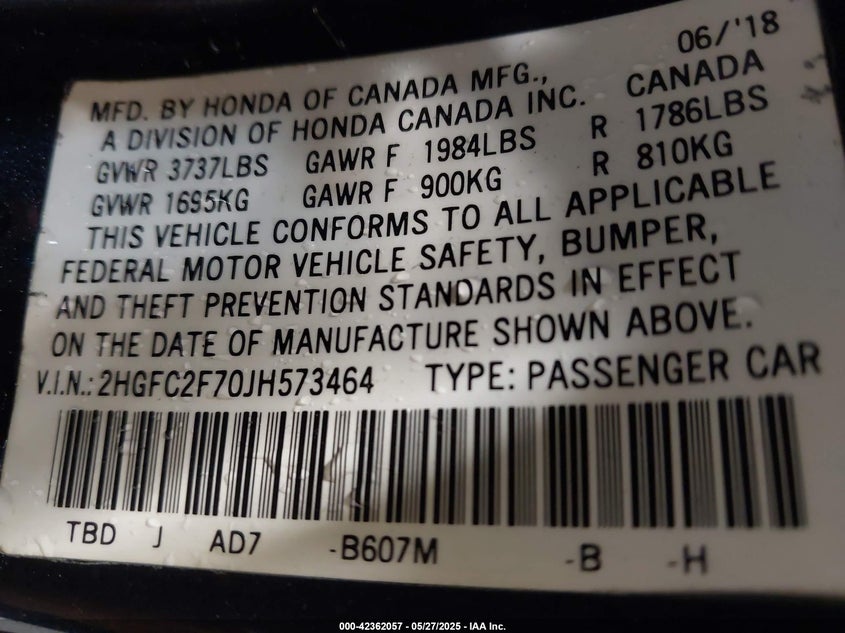 06/'18
MFD. BY HONDA OF CANADA MFG.,
A DIVISION OF HONDA CANADA INC. CANADA
GVWR 3737LBS GAWR F 1984LBS R 1786LBS
GVWR 1695KG GAWR F 900KG R 810KG
THIS VEHICLE CONFORMS TO ALL APPLICABLE
FEDERAL MOTOR VEHICLE SAFETY, BUMPER,
AND THEFT PREVENTION STANDARDS IN EFFECT
ON THE DATE OF MANUFACTURE SHOWN ABOVE.
V.I.N.: 2HGFC2F70JH573464 TYPE: PASSENGER CAR
TBD J AD7 -B607M -B -H
000-42362057 - 05/27/2025 - IAA Inc.